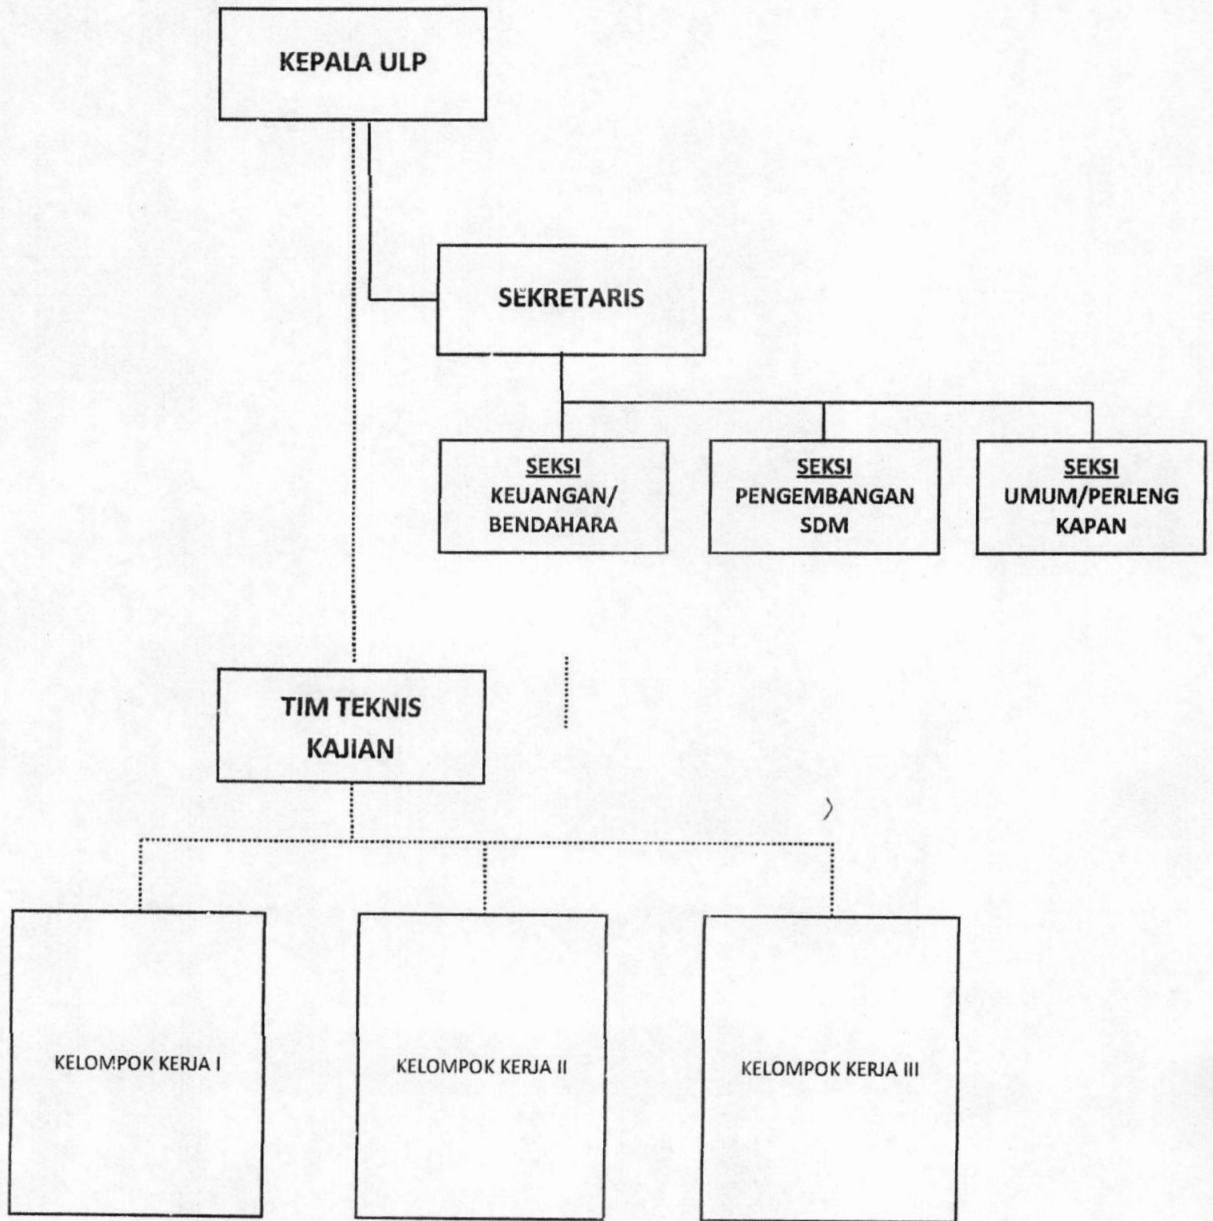 KEPALA ULP
SEKRETARIS
SEKSI
KEUANGAN/
BENDAHARA
SEKSI
PENGEMBANGAN
SDM
SEKSI
UMUM/PERLENG
KAPAN
TIM TEKNIS
KAJIAN
KELOMPOK KERJA I
KELOMPOK KERJA II
KELOMPOK KERJA III